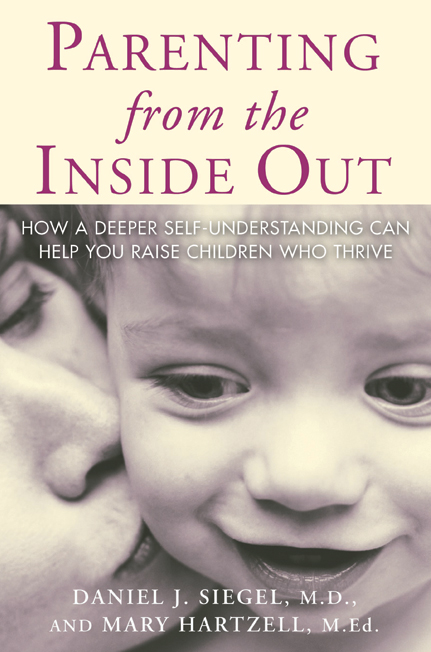 PARENTING
from the
INSIDE OUT
HOW A DEEPER SELF-UNDERSTANDING CAN
HELP YOU RAISE CHILDREN WHO THRIVE
DANIEL J. SIEGEL, M.D.,
AND MARY HARTZELL, M.Ed.